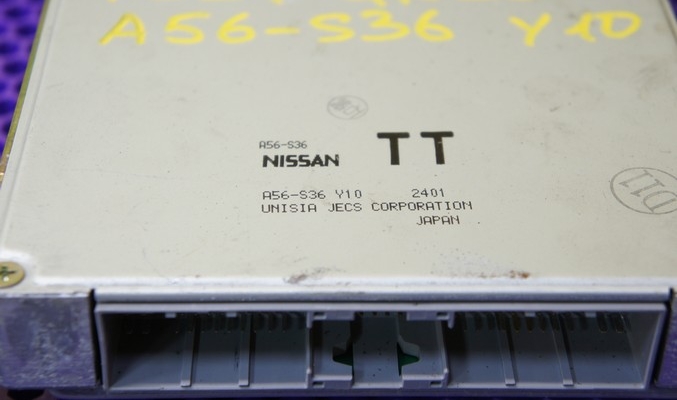 A56-S36 Y10
A56-S36
NISSAN TT
A56-S36 Y10 2401
UNISIA JECS CORPORATION
JAPAN
D11